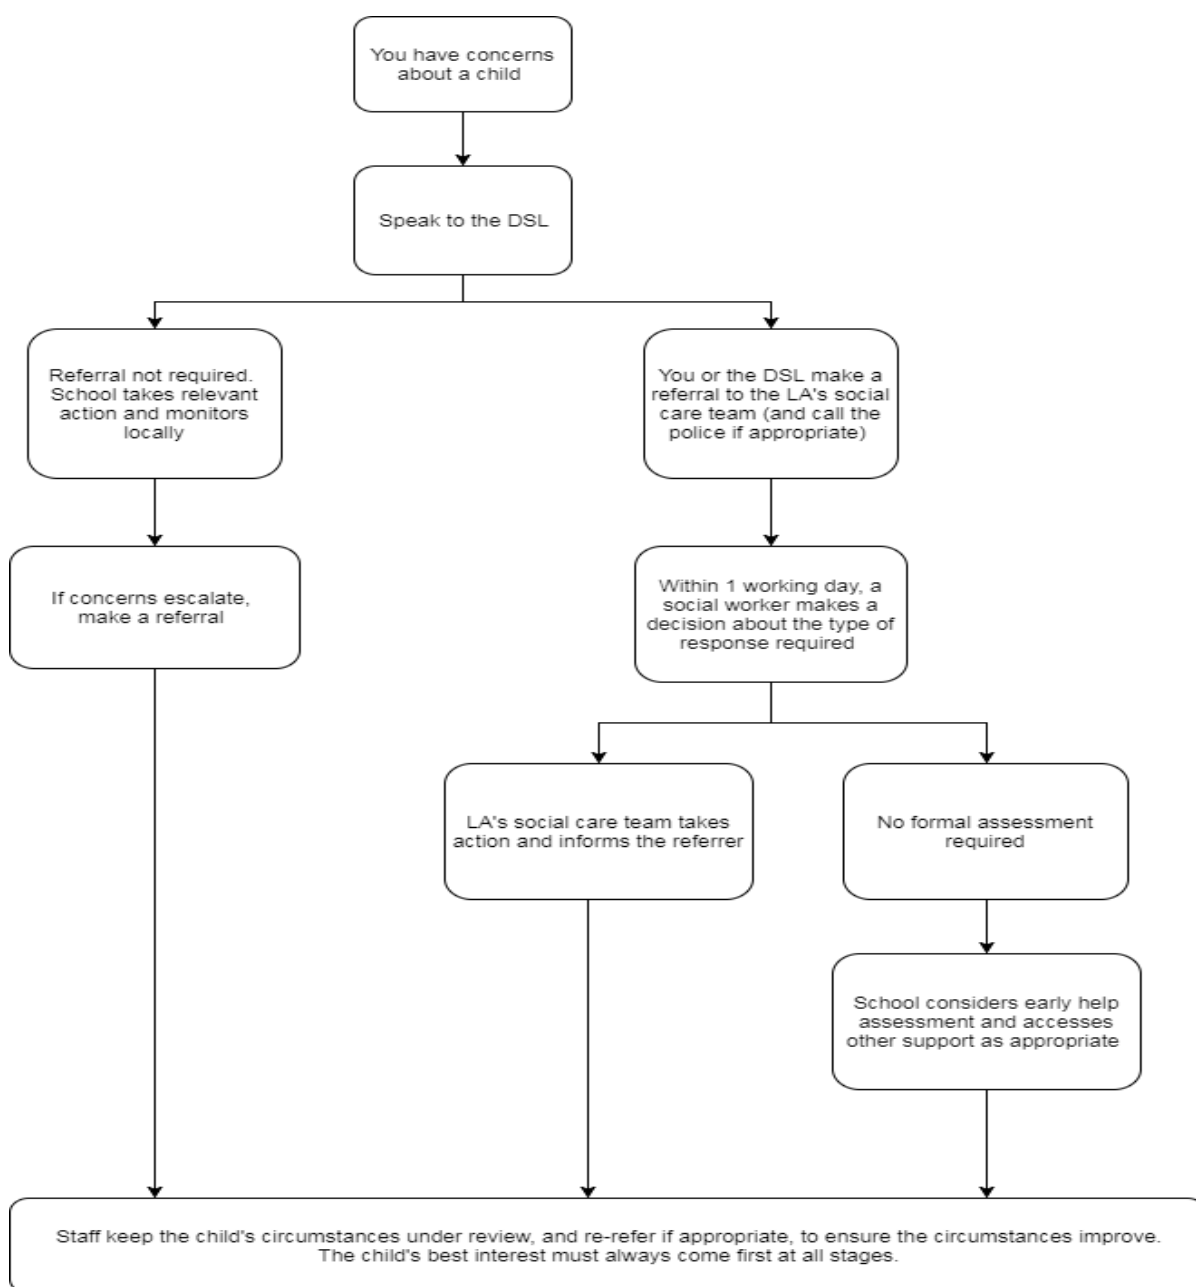 You have concerns
about a child
Speak to the DSL
Referral not required.
School takes relevant
action and monitors
locally
You or the DSL make a
referral to the LA's social
care team (and call the
police if appropriate)
If concerns escalate,
make a referral
Within 1 working day, a
social worker makes a
decision about the type of
response required
LA's social care team takes
action and informs the referrer
No formal assessment
required
School considers early help
assessment and accesses
other support as appropriate
Staff keep the child's circumstances under review, and re-refer if appropriate, to ensure the circumstances improve.
The child's best interest must always come first at all stages.